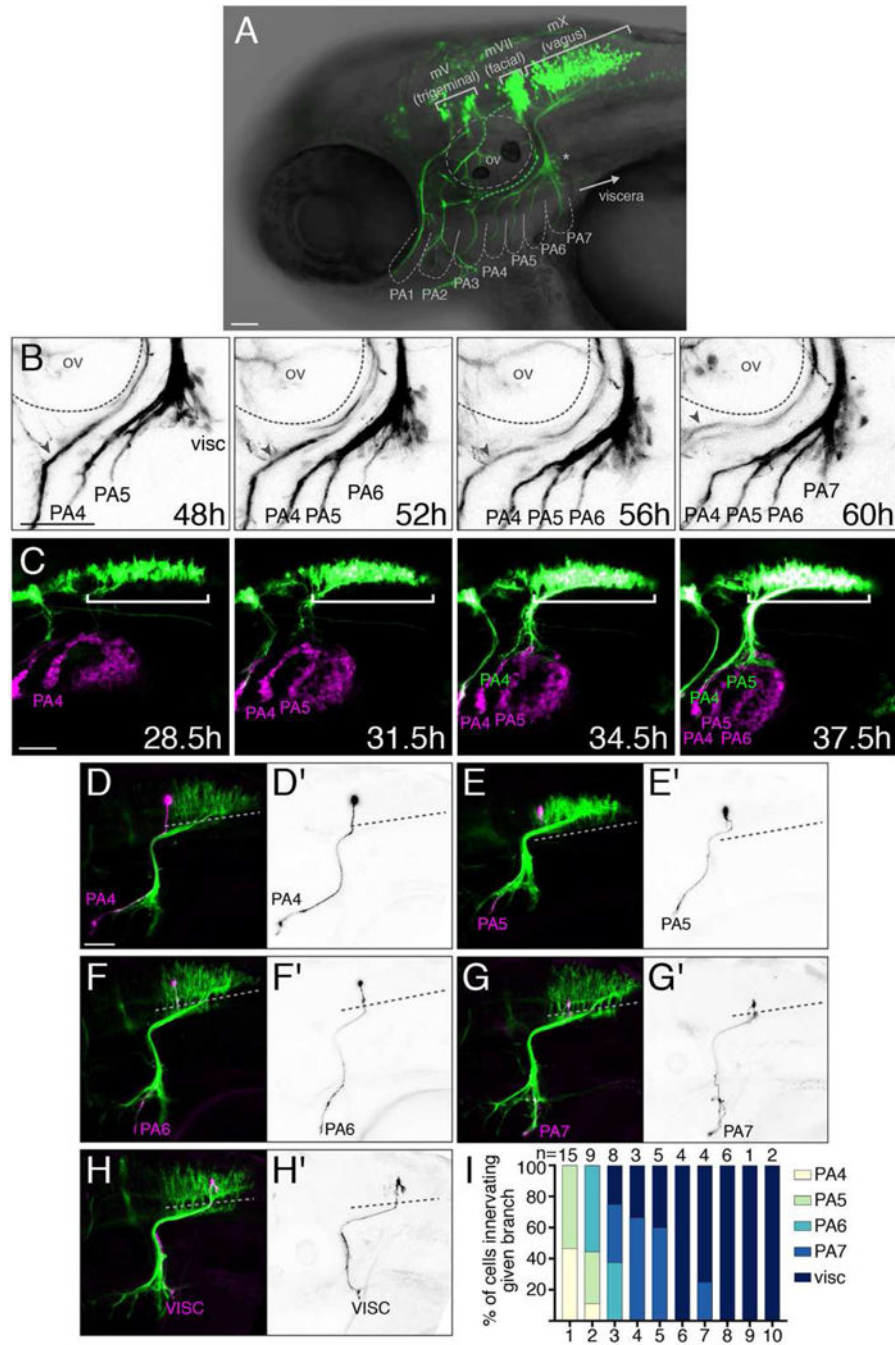 A
mV
(trigeminal)
mVII
(facial)
mX
(vagus)
ov
*
viscera
PA1
PA2
PA3
PA4
PA5
PA6
PA7
B
ov
visc
PA4
PA5
48h
ov
PA4
PA5
PA6
52h
ov
PA4
PA5
PA6
56h
ov
PA4
PA5
PA6
PA7
60h
C
PA4
28.5h
PA4
PA5
31.5h
PA4
PA4
PA5
34.5h
PA4
PA5
PA5
PA4
PA6
37.5h
D
PA4
D'
PA4
E
PA5
E'
PA5
F
PA6
F'
PA6
G
PA7
G'
PA7
H
VISC
H'
VISC
I
n=15 9 8 3 5 4 4 6 1 2
% of cells innervating
given branch
100
80
60
40
20
1 2 3 4 5 6 7 8 9 10
PA4
PA5
PA6
PA7
visc